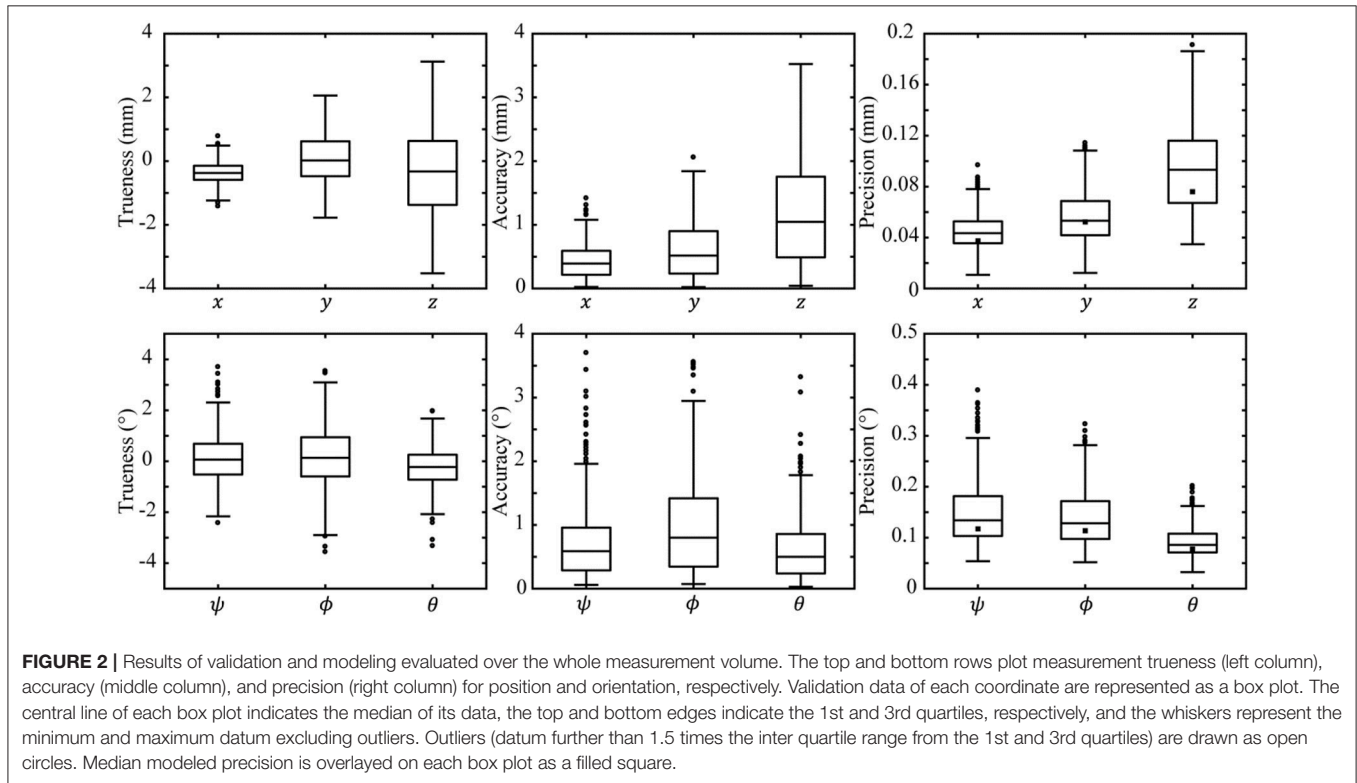 4
2
0
-2
-4
Trueness (mm)
x
y
z
4
3
2
1
0
Accuracy (mm)
x
y
z
0.2
0.16
0.12
0.08
0.04
0
Precision (mm)
x
y
z
4
2
0
-2
-4
Trueness (°)
ψ
ϕ
θ
4
3
2
1
0
Accuracy (°)
ψ
ϕ
θ
0.5
0.4
0.3
0.2
0.1
0
Precision (°)
ψ
ϕ
θ
FIGURE 2 | Results of validation and modeling evaluated over the whole measurement volume. The top and bottom rows plot measurement trueness (left column),
accuracy (middle column), and precision (right column) for position and orientation, respectively. Validation data of each coordinate are represented as a box plot. The
central line of each box plot indicates the median of its data, the top and bottom edges indicate the 1st and 3rd quartiles, respectively, and the whiskers represent the
minimum and maximum datum excluding outliers. Outliers (datum further than 1.5 times the inter quartile range from the 1st and 3rd quartiles) are drawn as open
circles. Median modeled precision is overlayed on each box plot as a filled square.